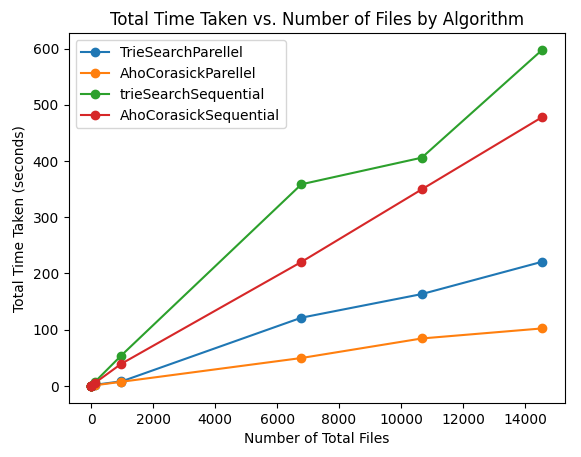 Total Time Taken vs. Number of Files by Algorithm
TrieSearchParellel
AhoCorasickParellel
trieSearchSequential
AhoCorasickSequential
Total Time Taken (seconds)
600
500
400
300
200
100
0
0 2000 4000 6000 8000 10000 12000 14000
Number of Total Files